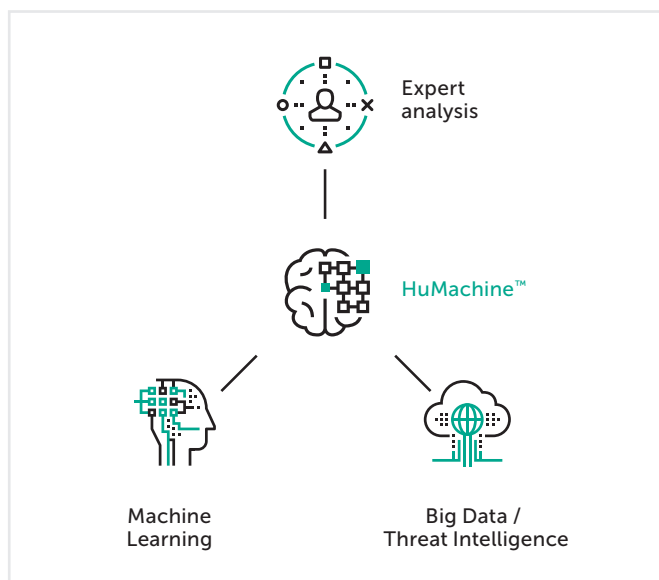 Expert
analysis
HuMachine™
Machine
Learning
Big Data /
Threat Intelligence